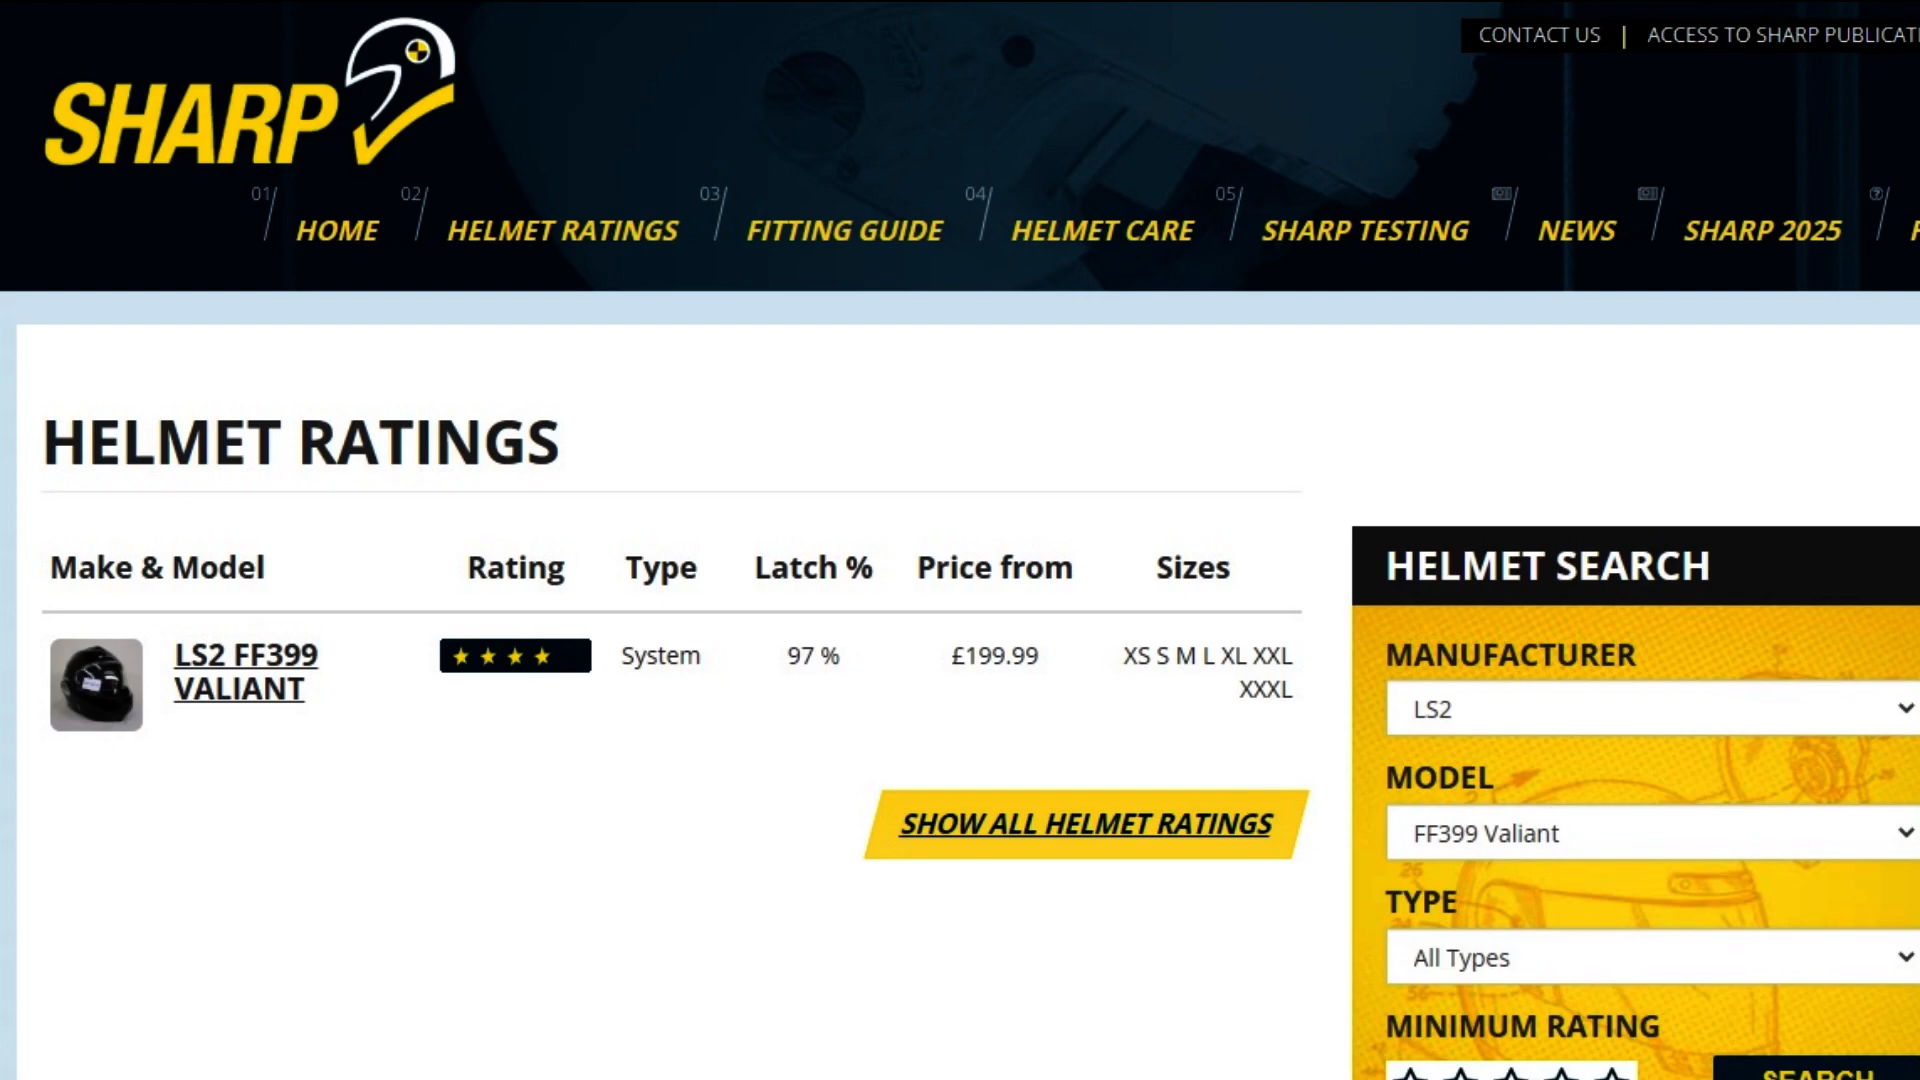 CONTACT US | ACCESS TO SHARP PUBLICATI
SHARP
01/ 02/ 03/ 04/ 05/
HOME HELMET RATINGS FITTING GUIDE HELMET CARE SHARP TESTING NEWS SHARP 2025
HELMET RATINGS
Make & Model Rating Type Latch % Price from Sizes
LS2 FF399 System 97 % £199.99 XS S M L XL XXL
VALIANT XXXL
SHOW ALL HELMET RATINGS
HELMET SEARCH
MANUFACTURER
LS2
MODEL
FF399 Valiant
TYPE
All Types
MINIMUM RATING
SEARCH